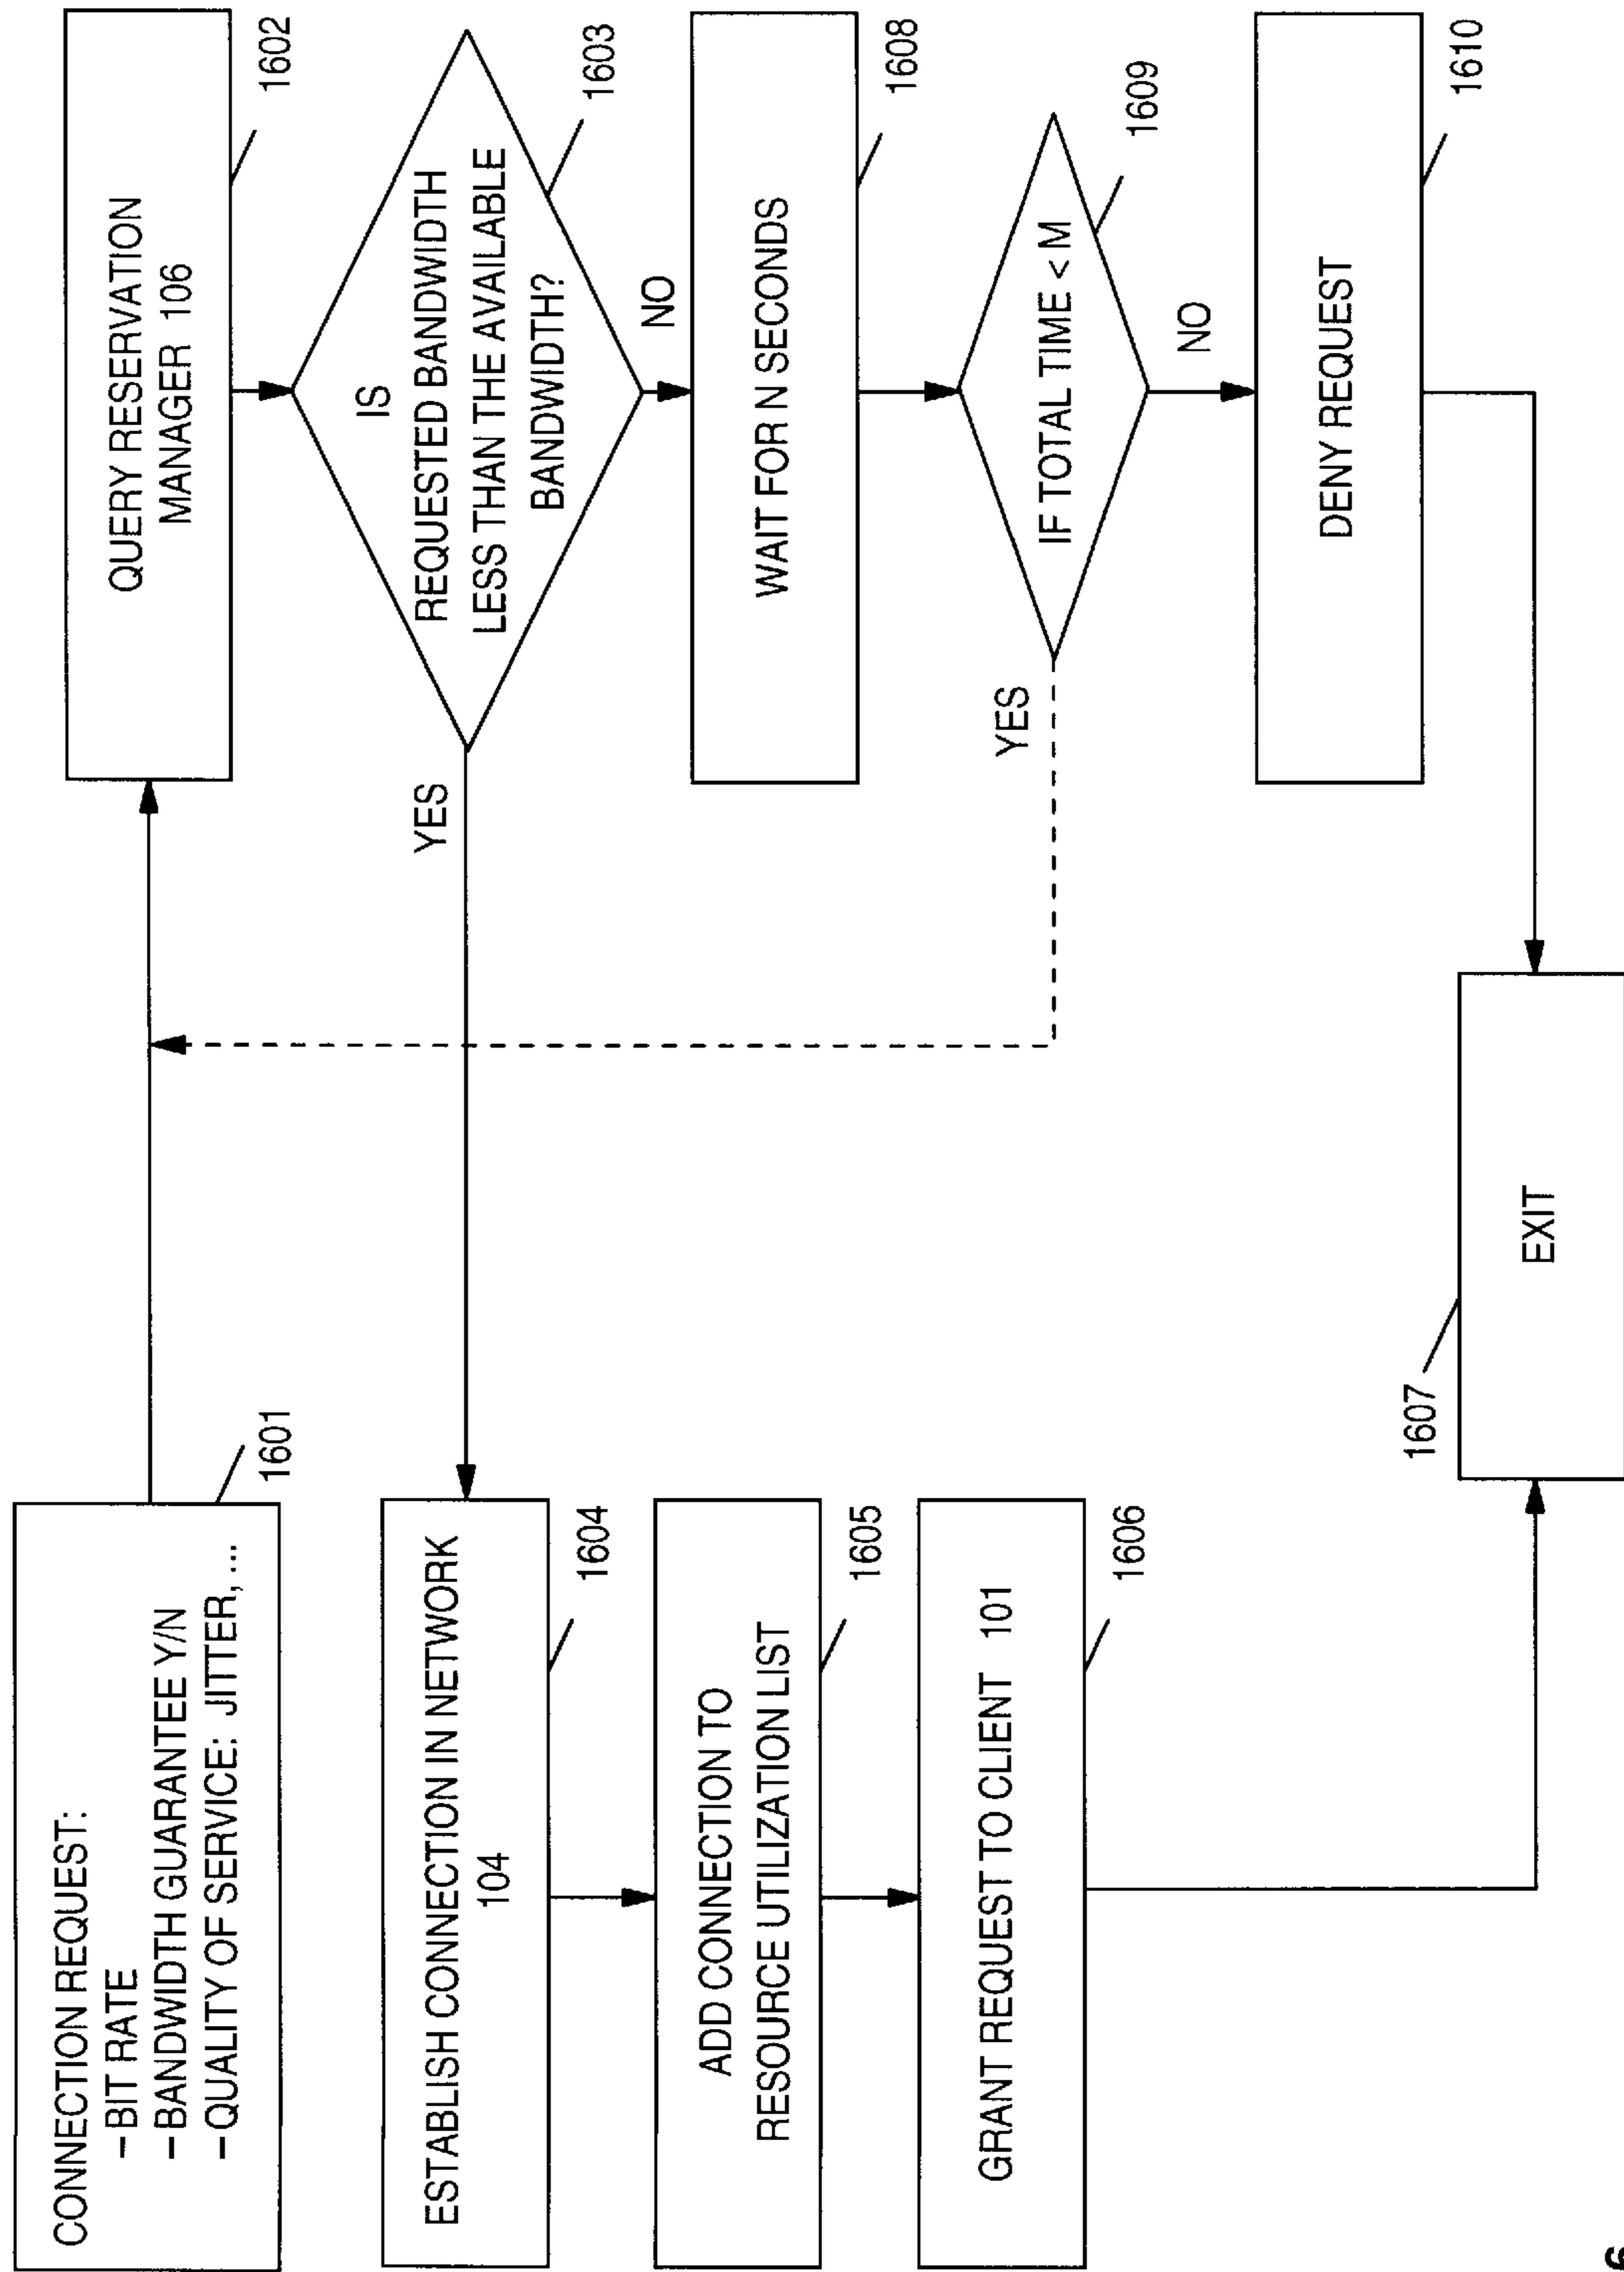 CONNECTION REQUEST:
–BIT RATE
–BANDWIDTH GUARANTEE Y/N
–QUALITY OF SERVICE: JITTER, ...
1601
QUERY RESERVATION
MANAGER 106
1602
IS
REQUESTED BANDWIDTH
LESS THAN THE AVAILABLE
BANDWIDTH?
1603
YES
NO
ESTABLISH CONNECTION IN NETWORK
104
1604
ADD CONNECTION TO
RESOURCE UTILIZATION LIST
1605
GRANT REQUEST TO CLIENT 101
1606
WAIT FOR N SECONDS
1608
IF TOTAL TIME < M
1609
YES
NO
DENY REQUEST
1610
EXIT
1607